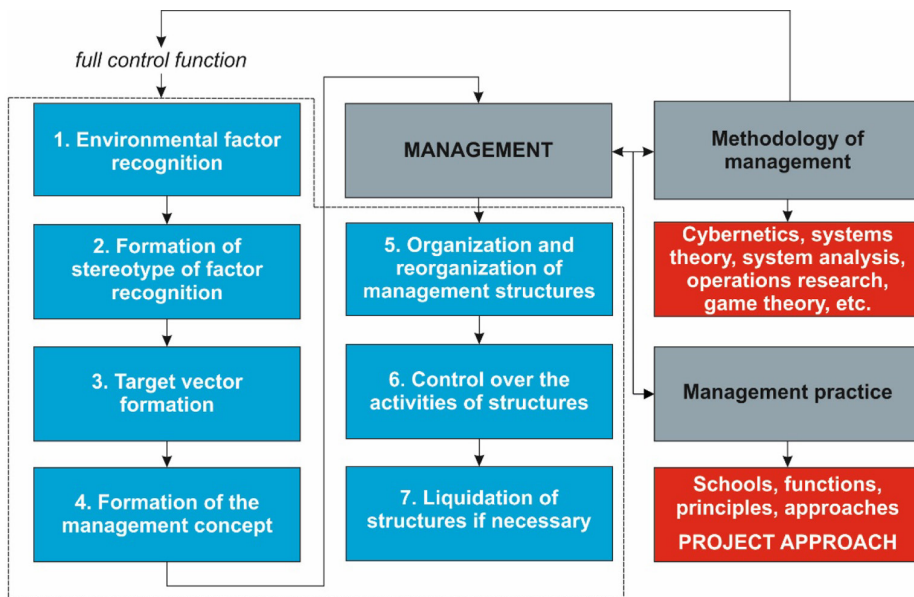 full control function
1. Environmental factor
recognition
2. Formation of
stereotype of factor
recognition
3. Target vector
formation
4. Formation of the
management concept
MANAGEMENT
5. Organization and
reorganization of
management structures
6. Control over the
activities of structures
7. Liquidation of
structures if necessary
Methodology of
management
Cybernetics, systems
theory, system analysis,
operations research,
game theory, etc.
Management practice
Schools, functions,
principles, approaches
PROJECT APPROACH